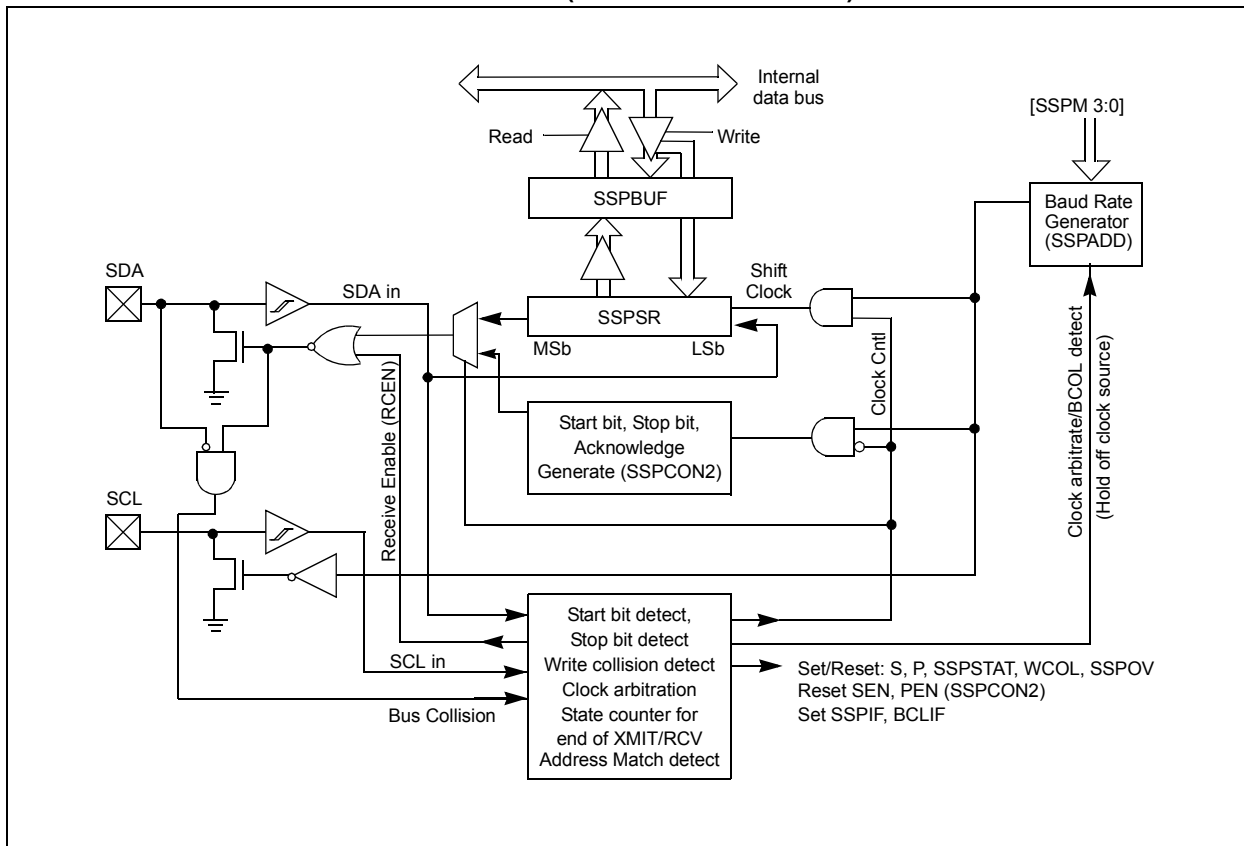 Internal
data bus
[SSPM 3:0]
Read
Write
SSPBUF
Baud Rate
Generator
(SSPADD)
SDA
SDA in
Shift
Clock
SSPSR
MSb
LSb
Clock Cntl
Receive Enable (RCEN)
Start bit, Stop bit,
Acknowledge
Generate (SSPCON2)
Clock arbitrate/BCOL detect
(Hold off clock source)
SCL
SCL in
Bus Collision
Start bit detect,
Stop bit detect
Write collision detect
Clock arbitration
State counter for
end of XMIT/RCV
Address Match detect
Set/Reset: S, P, SSPSTAT, WCOL, SSPOV
Reset SEN, PEN (SSPCON2)
Set SSPIF, BCLIF